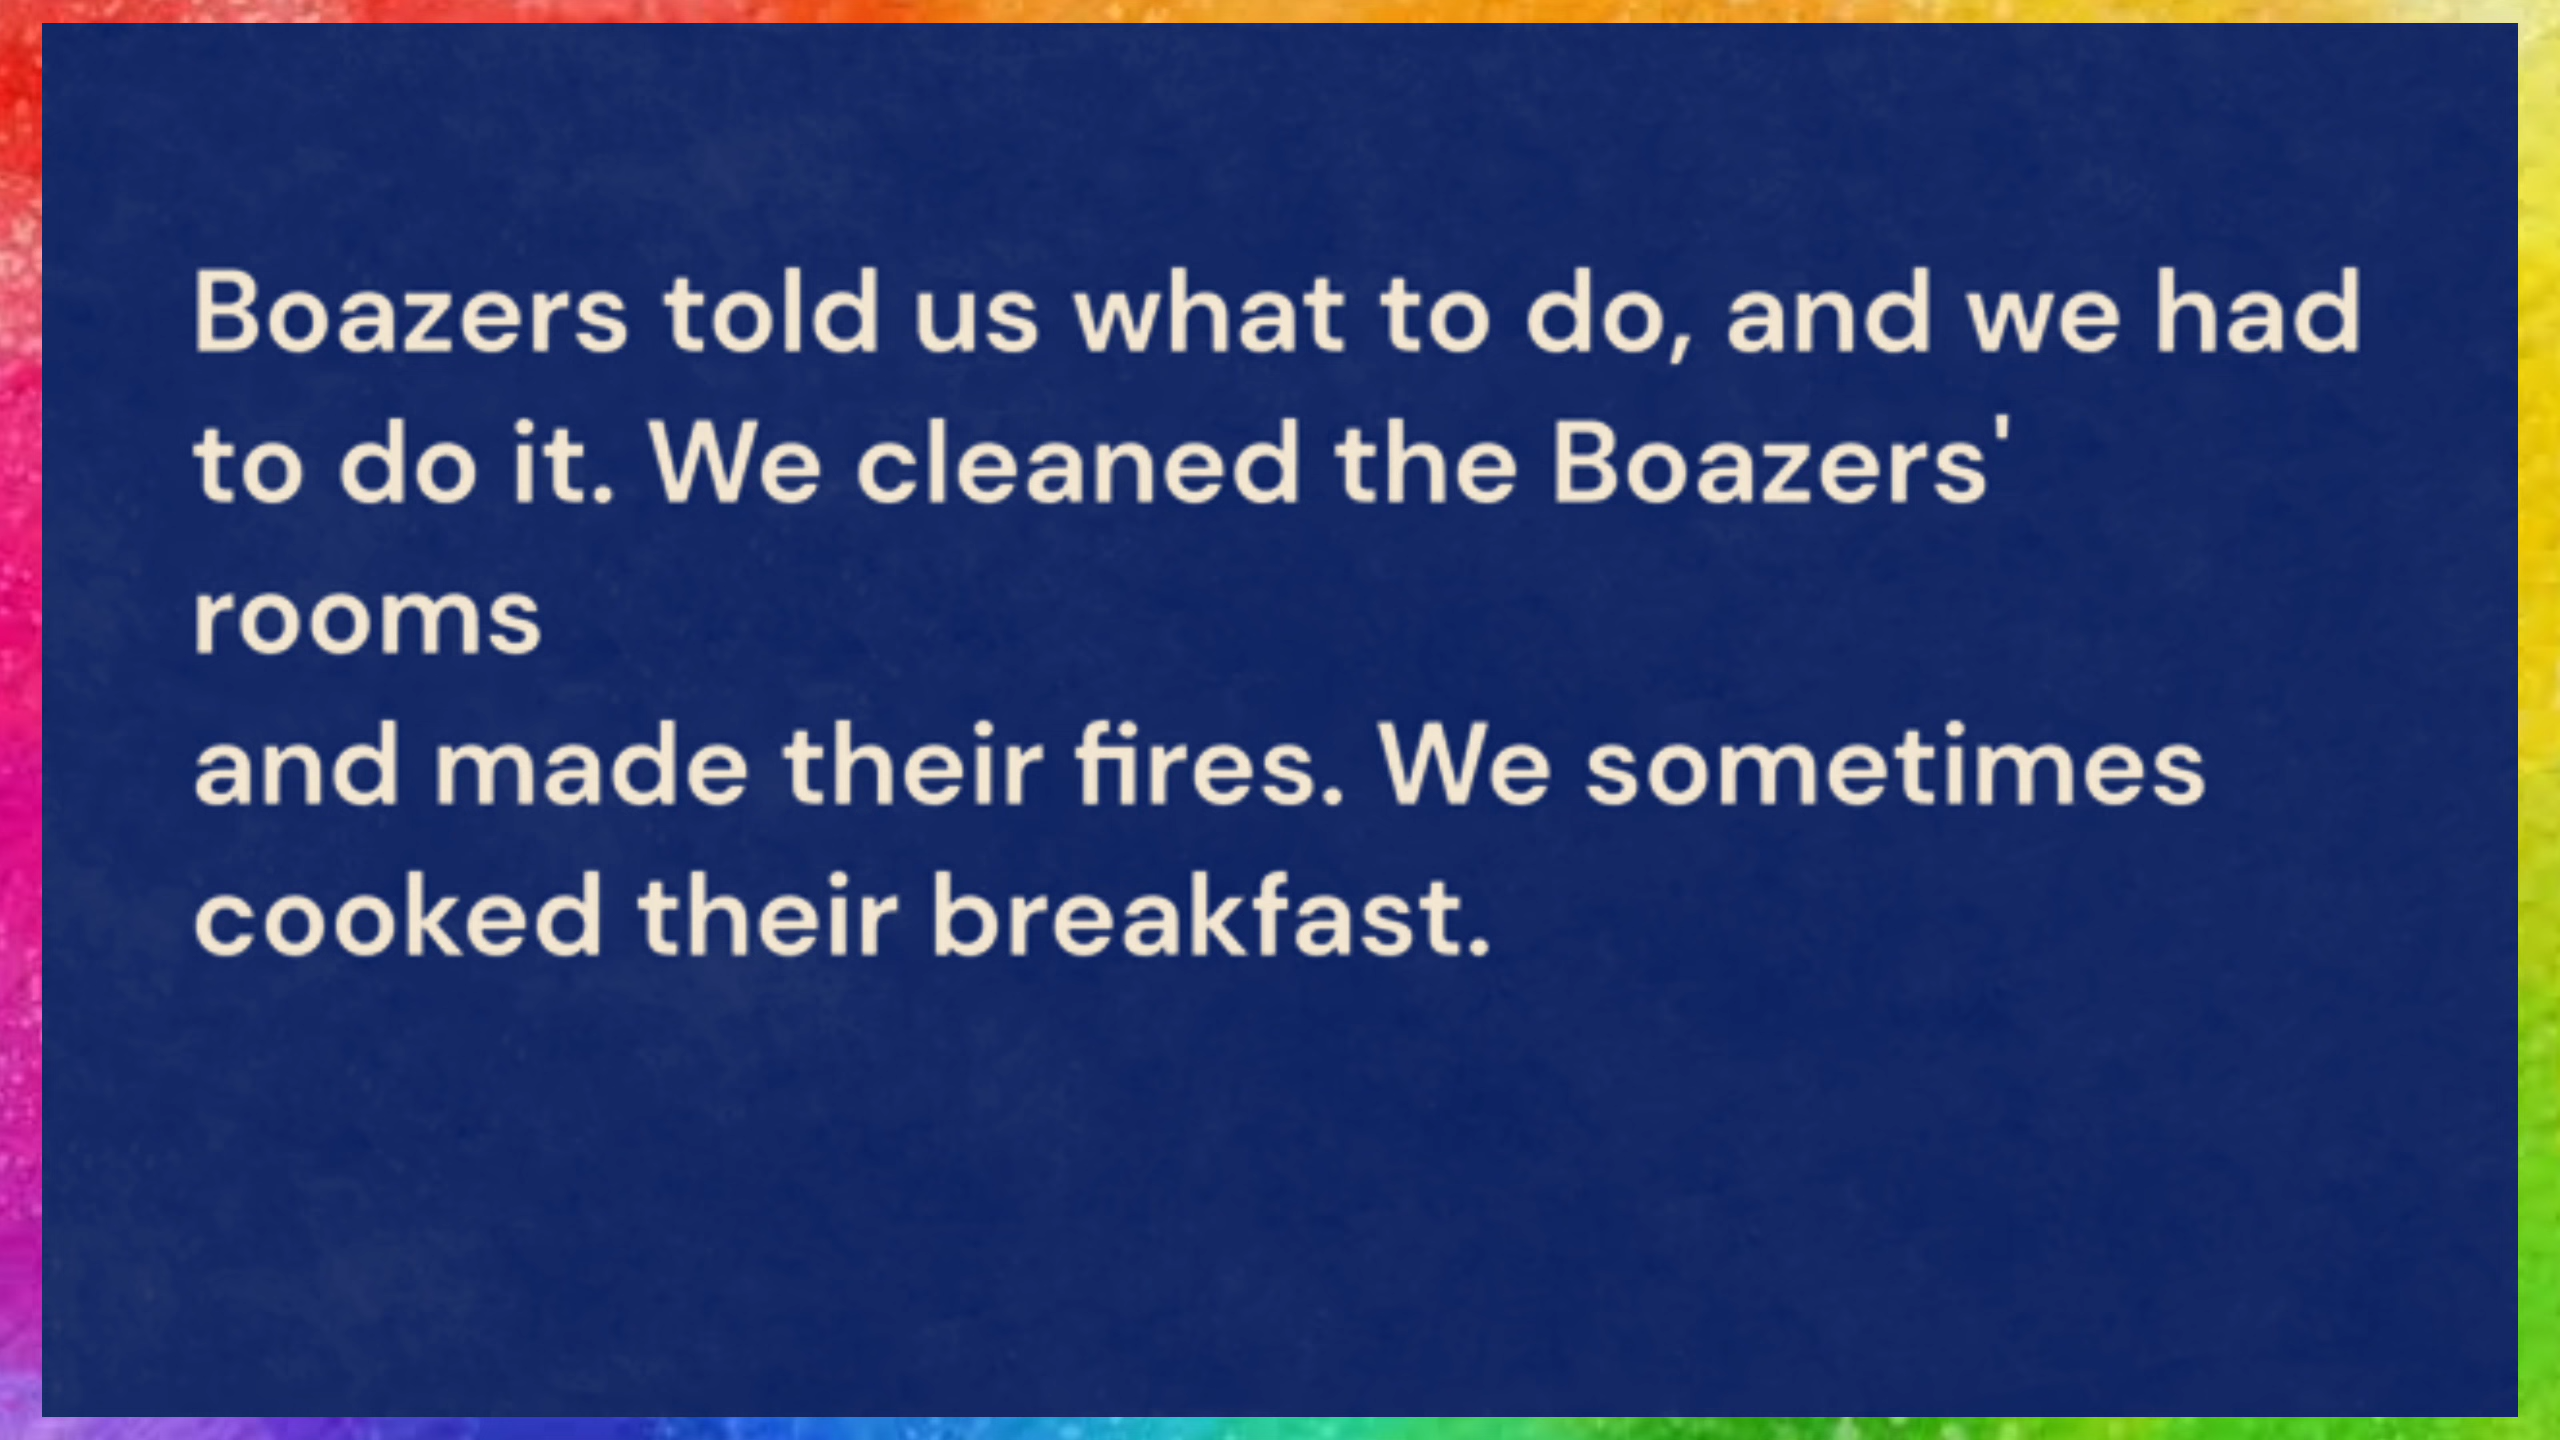 Boazers told us what to do, and we had
to do it. We cleaned the Boazers'
rooms
and made their fires. We sometimes
cooked their breakfast.